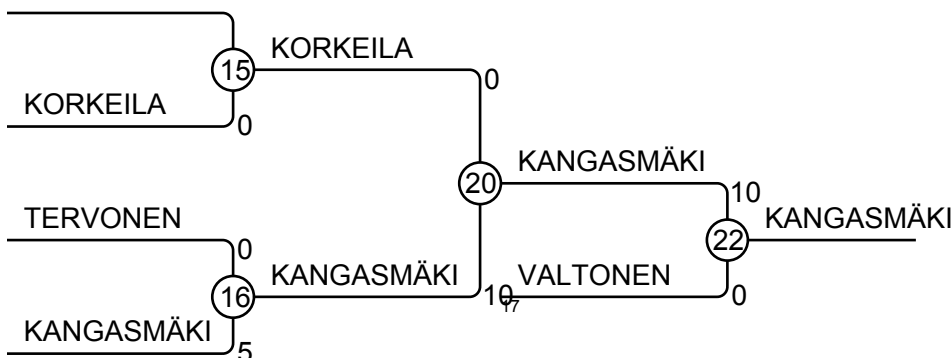 KORKEILA
15
0
KORKEILA
0
KANGASMÄKI
20
10
TERVONEN
KANGASMÄKI
0
22
KANGASMÄKI
16
10
17
VALTONEN
0
KANGASMÄKI
5